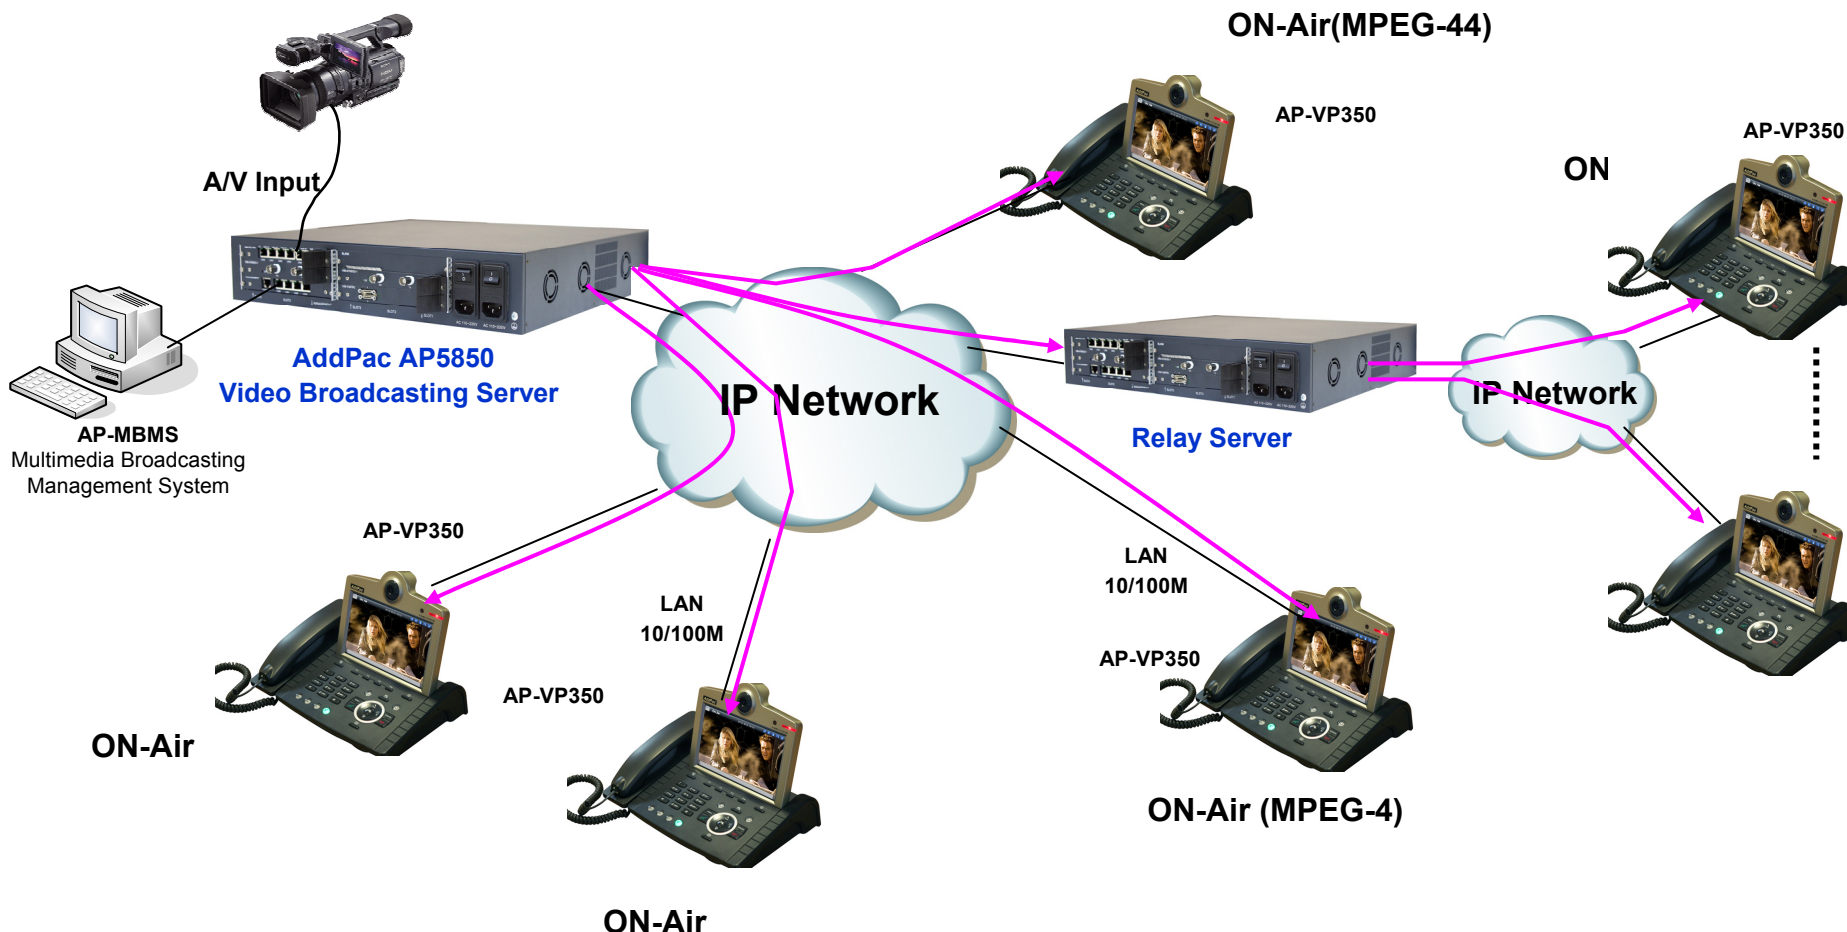 ON-Air(MPEG-44)
AP-VP350
AP-VP350
ON
A/V Input
AddPac AP5850
Video Broadcasting Server
IP Network
IP Network
Relay Server
AP-MBMS
Multimedia Broadcasting
Management System
AP-VP350
LAN
10/100M
LAN
10/100M
AP-VP350
AP-VP350
ON-Air
ON-Air (MPEG-4)
ON-Air